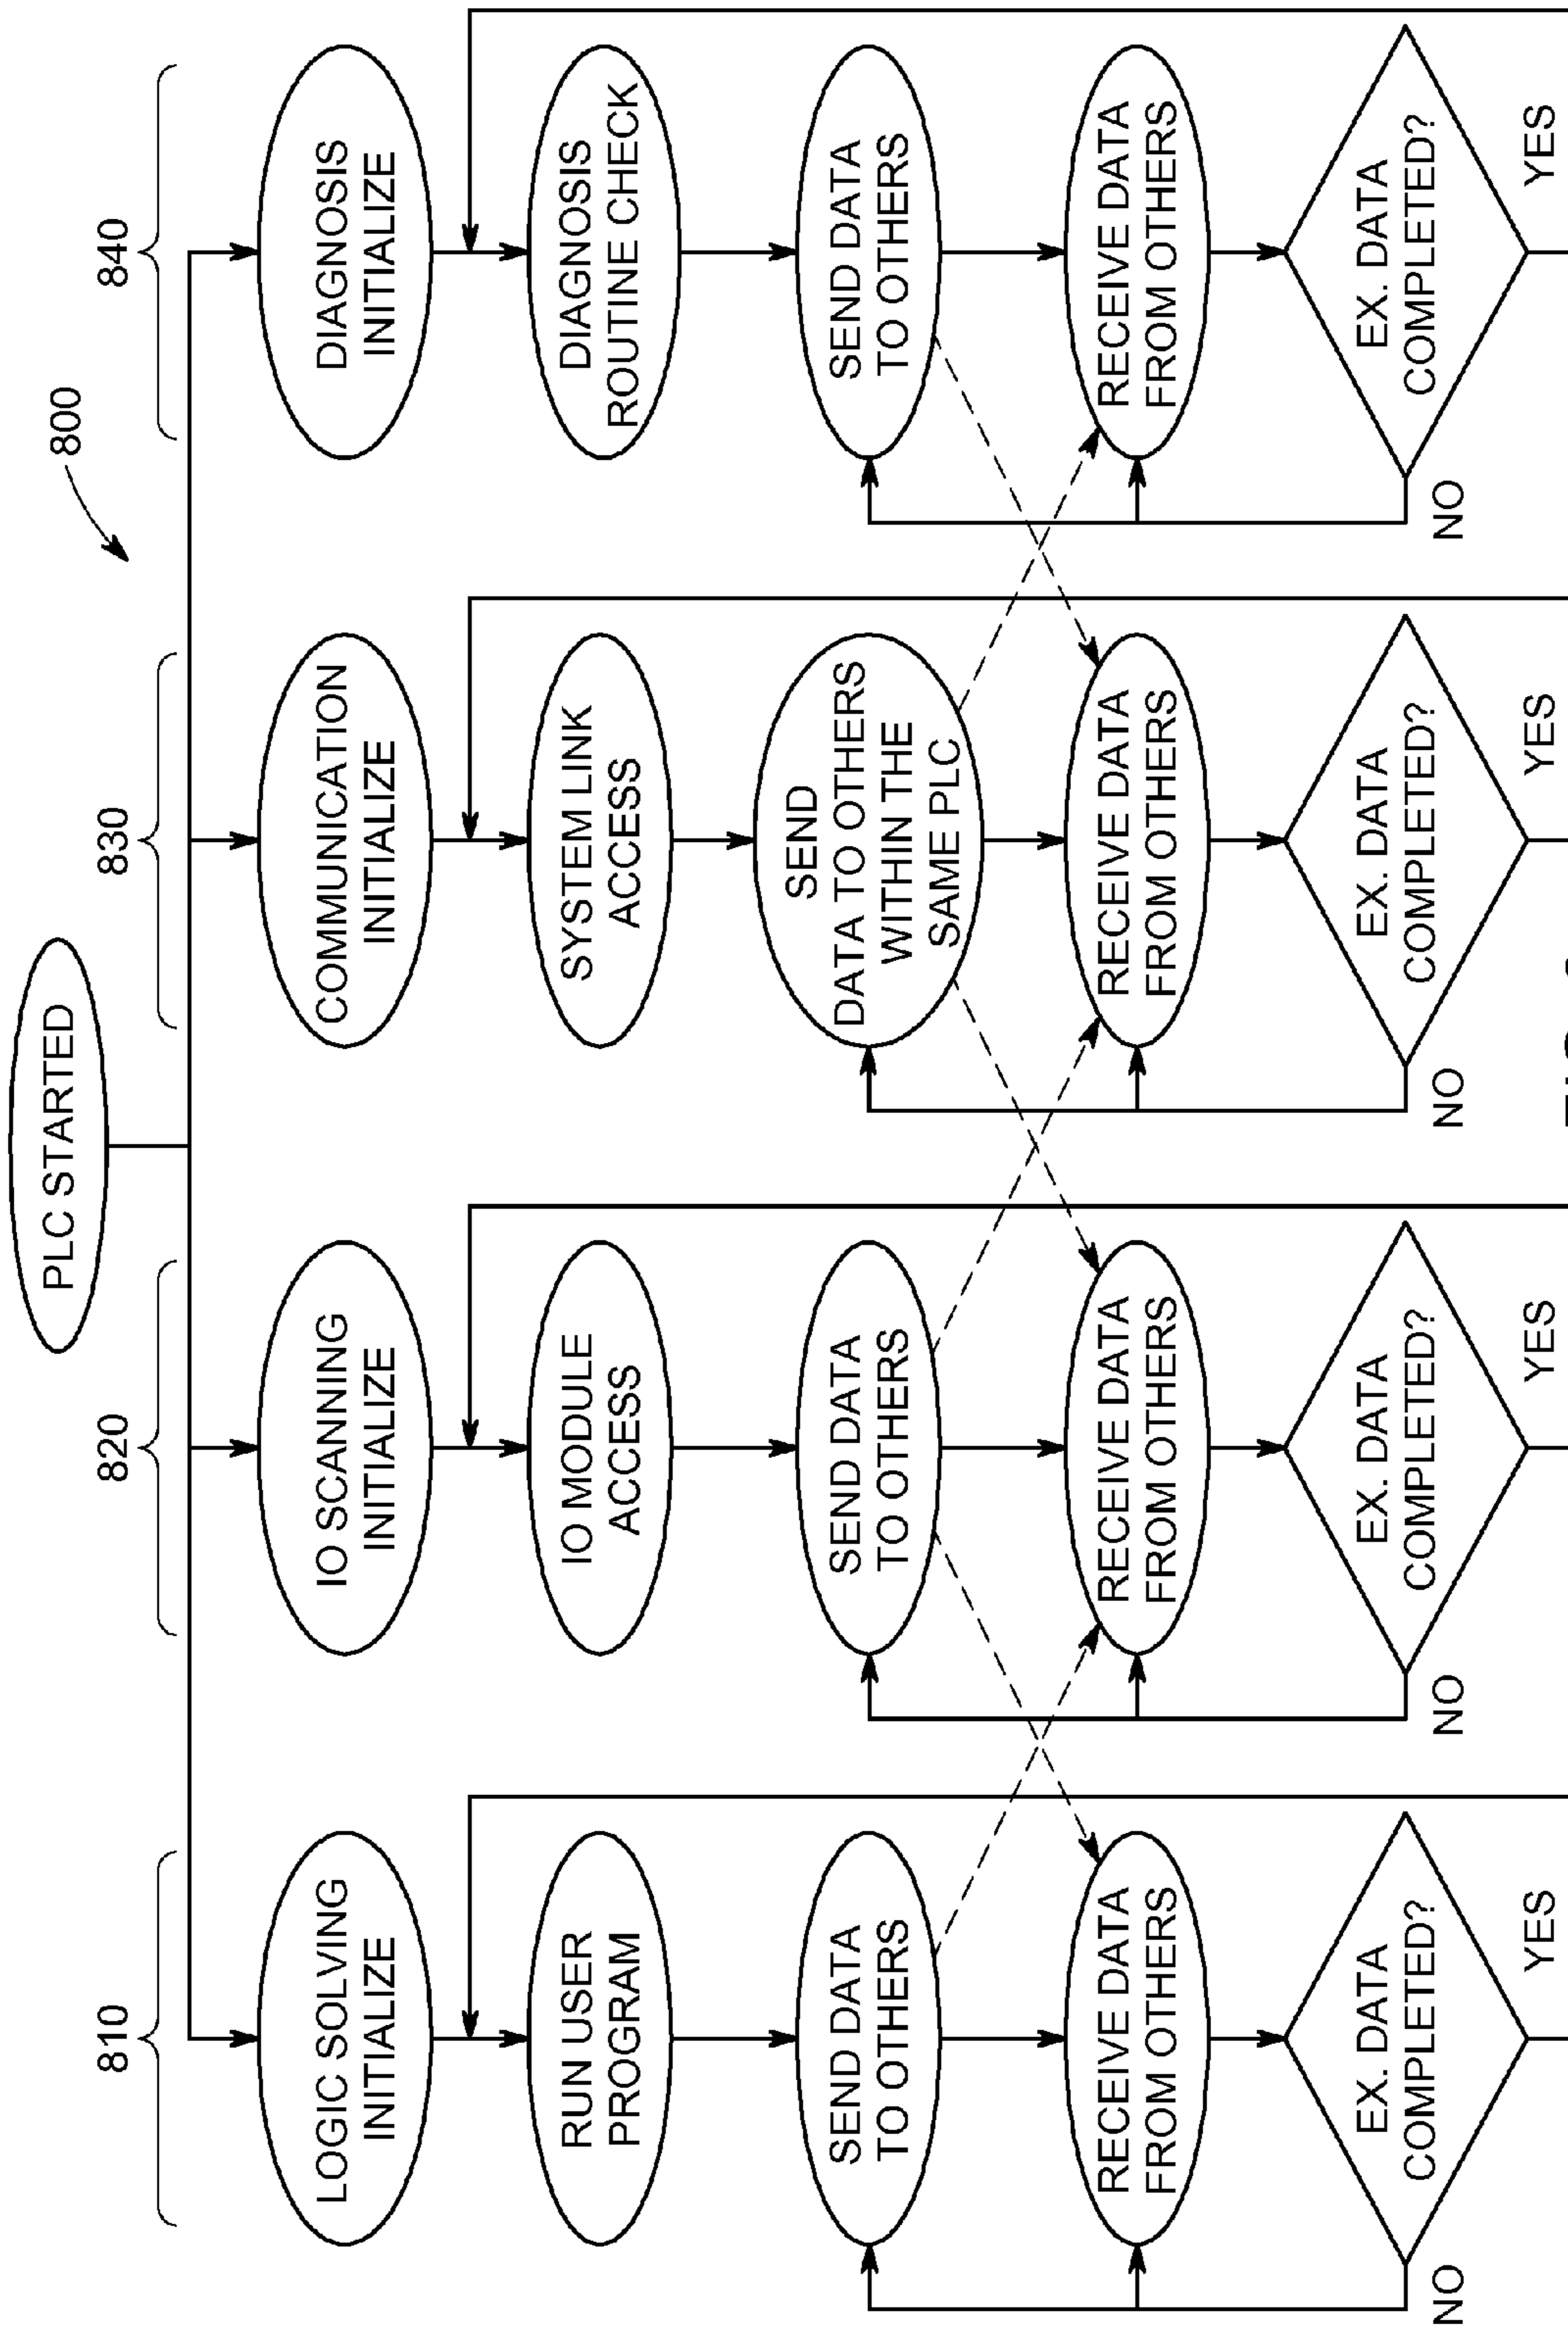 800
PLC STARTED
810
820
830
840
LOGIC SOLVING
INITIALIZE
IO SCANNING
INITIALIZE
COMMUNICATION
INITIALIZE
DIAGNOSIS
INITIALIZE
RUN USER
PROGRAM
IO MODULE
ACCESS
SYSTEM LINK
ACCESS
DIAGNOSIS
ROUTINE CHECK
SEND DATA
TO OTHERS
SEND DATA
TO OTHERS
SEND
DATA TO OTHERS
WITHIN THE
SAME PLC
SEND DATA
TO OTHERS
RECEIVE DATA
FROM OTHERS
RECEIVE DATA
FROM OTHERS
RECEIVE DATA
FROM OTHERS
RECEIVE DATA
FROM OTHERS
EX. DATA
COMPLETED?
EX. DATA
COMPLETED?
EX. DATA
COMPLETED?
EX. DATA
COMPLETED?
NO
NO
NO
NO
YES
YES
YES
YES